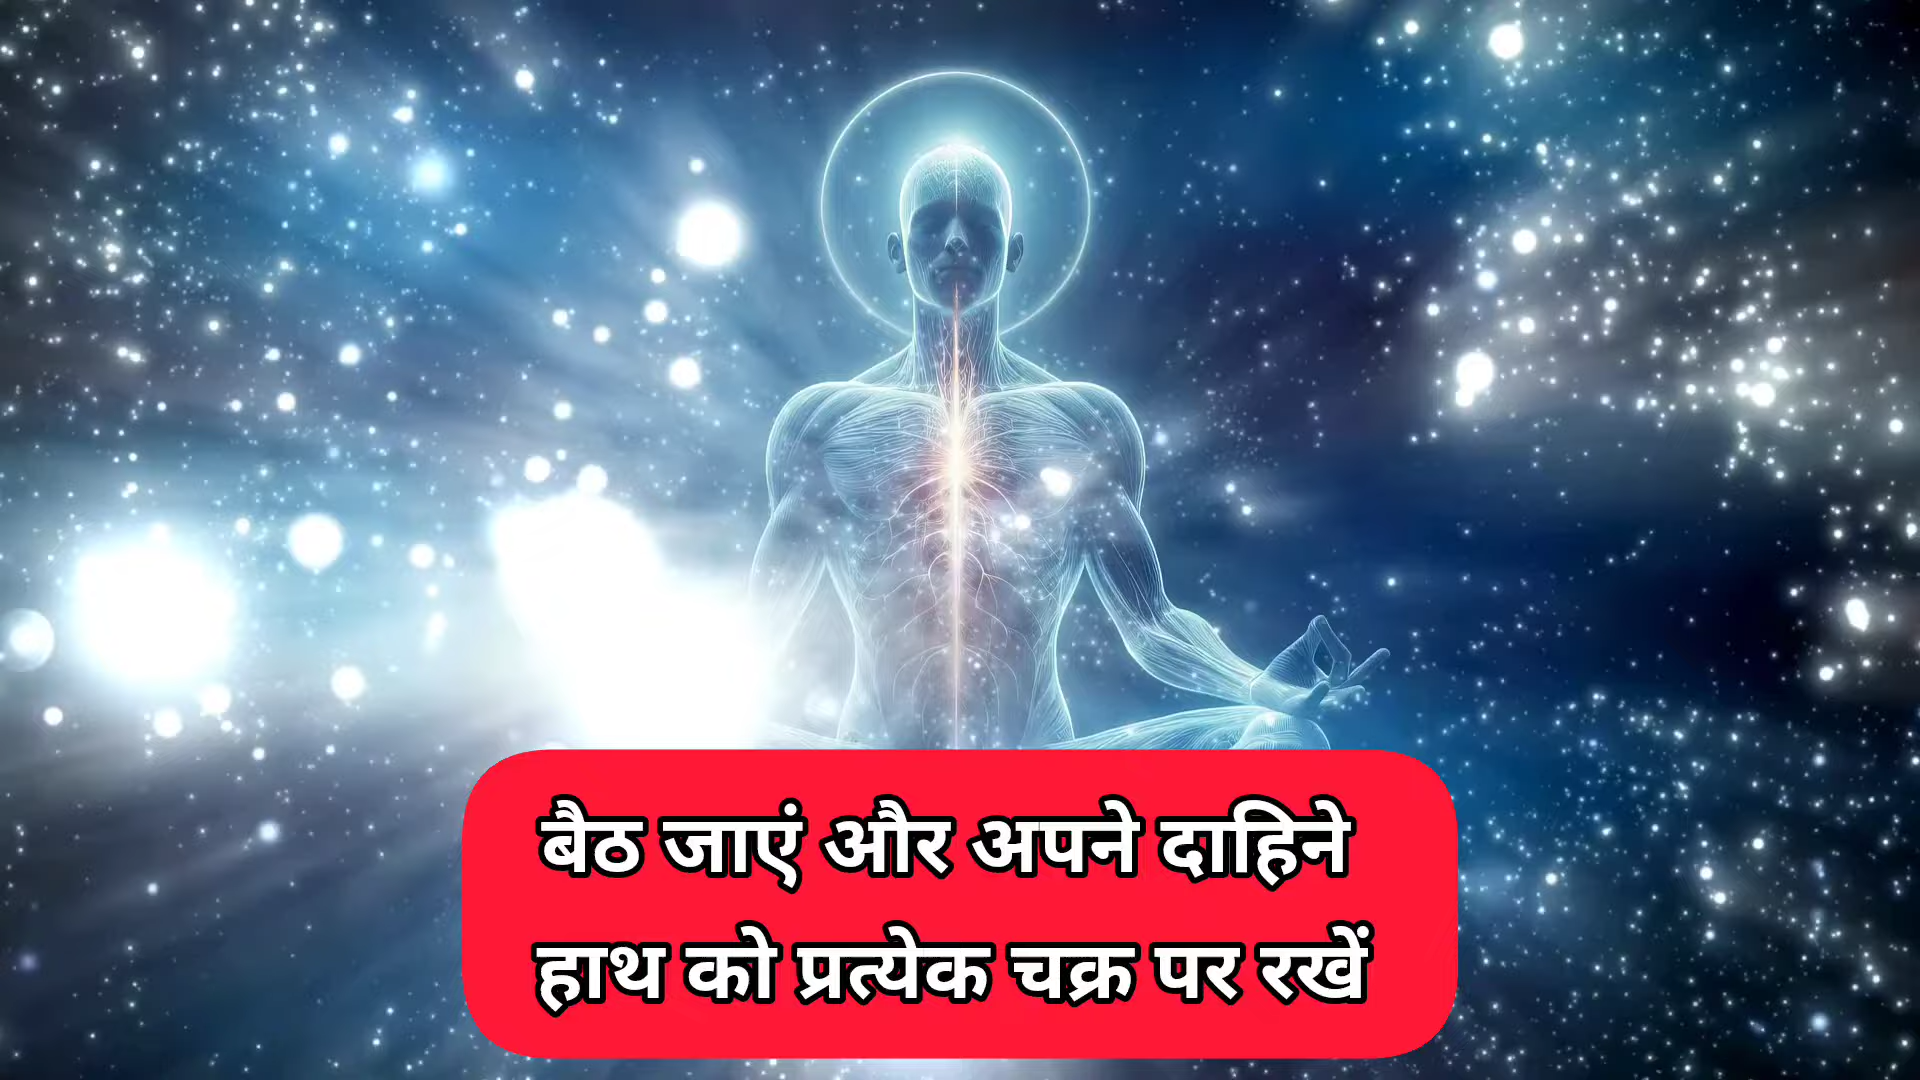 बैठ जाएं और अपने दाहिने
हाथ को प्रत्येक चक्र पर रखें